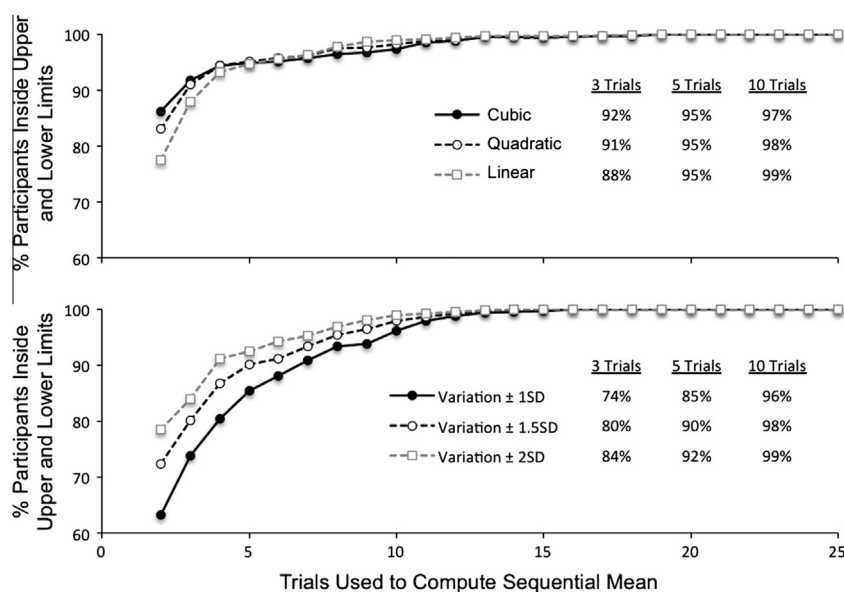 % Participants Inside Upper
and Lower Limits
100
90
80
70
60
3 Trials 5 Trials 10 Trials
Cubic 92% 95% 97%
Quadratic 91% 95% 98%
Linear 88% 95% 99%
% Participants Inside
Upper and Lower Limits
100
90
80
70
60
3 Trials 5 Trials 10 Trials
Variation ± 1SD 74% 85% 96%
Variation ± 1.5SD 80% 90% 98%
Variation ± 2SD 84% 92% 99%
0 5 10 15 20 25
Trials Used to Compute Sequential Mean